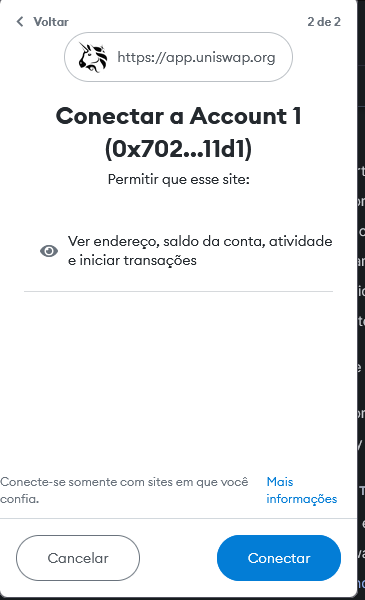 Voltar
2 de 2
https://app.uniswap.org
Conectar a Account 1
(0x702...11d1)
Permitir que esse site:
Ver endereço, saldo da conta, atividade
e iniciar transações
Conecte-se somente com sites em que você
confia.
Mais
informações
Cancelar
Conectar